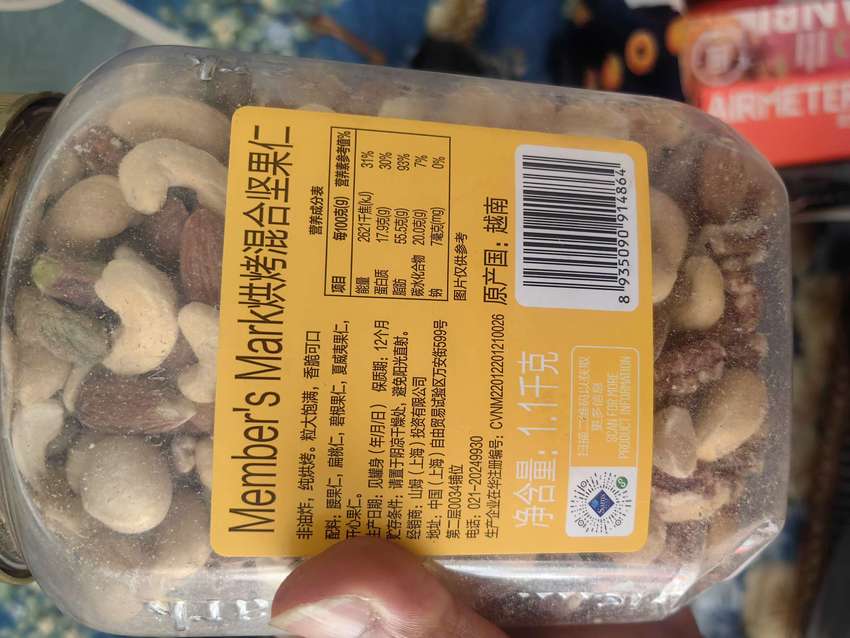 Member's Mark烘烤混合坚果仁
非油炸，纯烘烤。粒大饱满，香脆可口
配料：腰果仁，扁桃仁，碧根果仁，夏威夷果仁，
开心果仁。
生产日期：见罐身（年/月/日） 保质期：12个月
贮存条件：请置于阴凉干燥处，避免阳光直射。
经销商：山姆（上海）投资有限公司
地址：中国（上海）自由贸易试验区万安街599号
第二层0034铺位
电话：021-20249930
生产企业在华注册编号：CVNM22012201210026
净含量：1.1千克
扫描二维码以获取
更多信息
SCAN FOR MORE
PRODUCT INFORMATION
营养成分表
项目 每100克(g) 营养素参考值%
能量 2621千焦(kJ) 31%
蛋白质 17.9克(g) 30%
脂肪 55.5克(g) 93%
碳水化合物 20.0克(g) 7%
钠 7毫克(mg) 0%
图片仅供参考
原产国：越南
8 935090 914864
AIRMETER